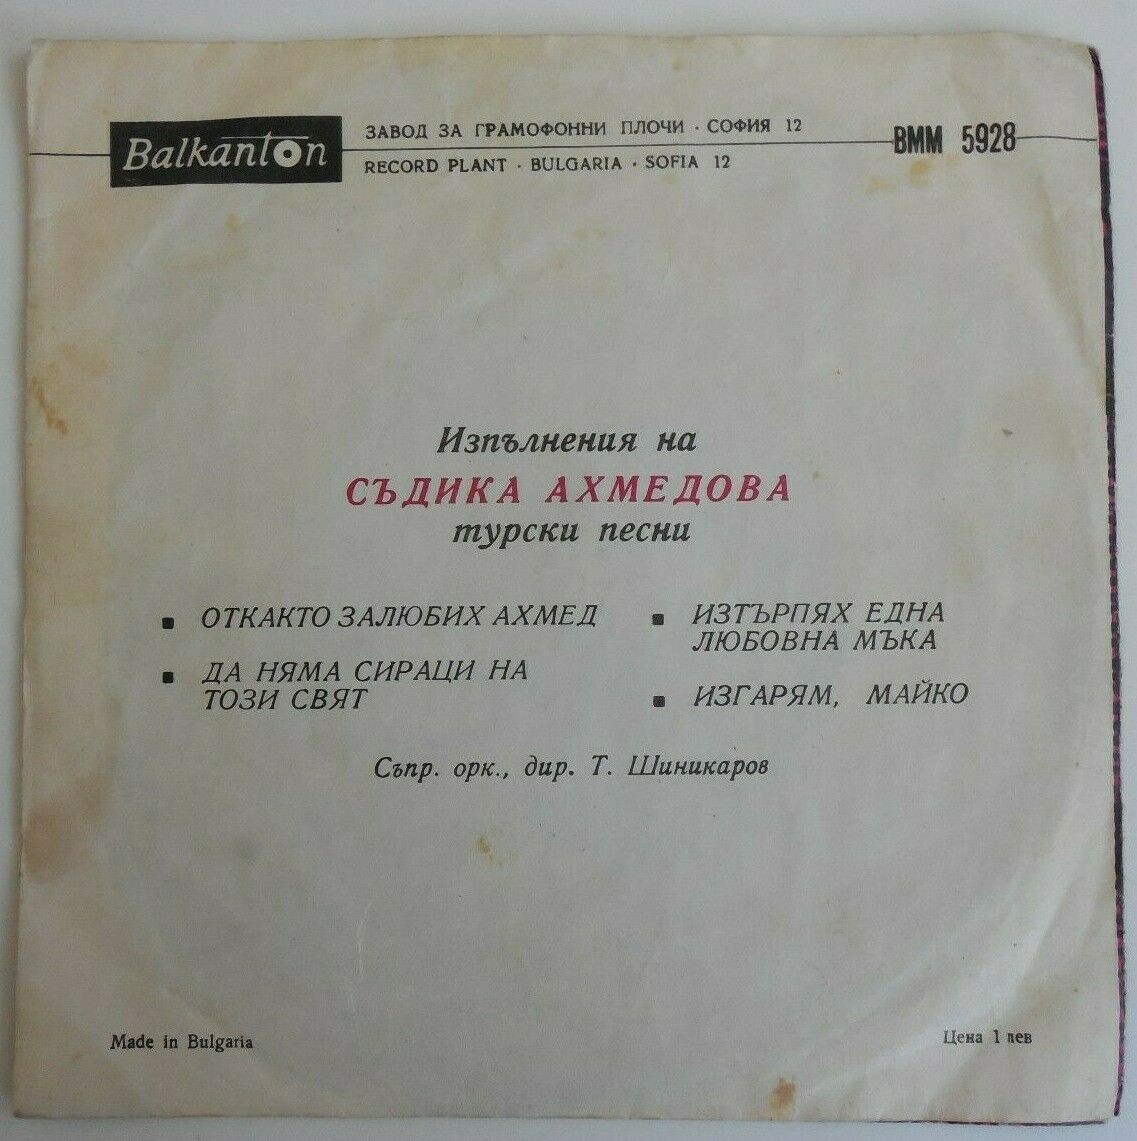 Balkanton
ЗАВОД ЗА ГРАМОФОННИ ПЛОЧИ · СОФИЯ 12
RECORD PLANT · BULGARIA · SOFIA 12
ВММ 5928
Изпълнения на
СЪДИКА АХМЕДОВА
турски песни
▪ ОТКАКТО ЗАЛЮБИХ АХМЕД
▪ ДА НЯМА СИРАЦИ НА
ТОЗИ СВЯТ
▪ ИЗТЪРПЯХ ЕДНА
ЛЮБОВНА МЪКА
▪ ИЗГАРЯМ, МАЙКО
Съпр. орк., дир. Т. Шиникаров
Made in Bulgaria
Цена 1 лев